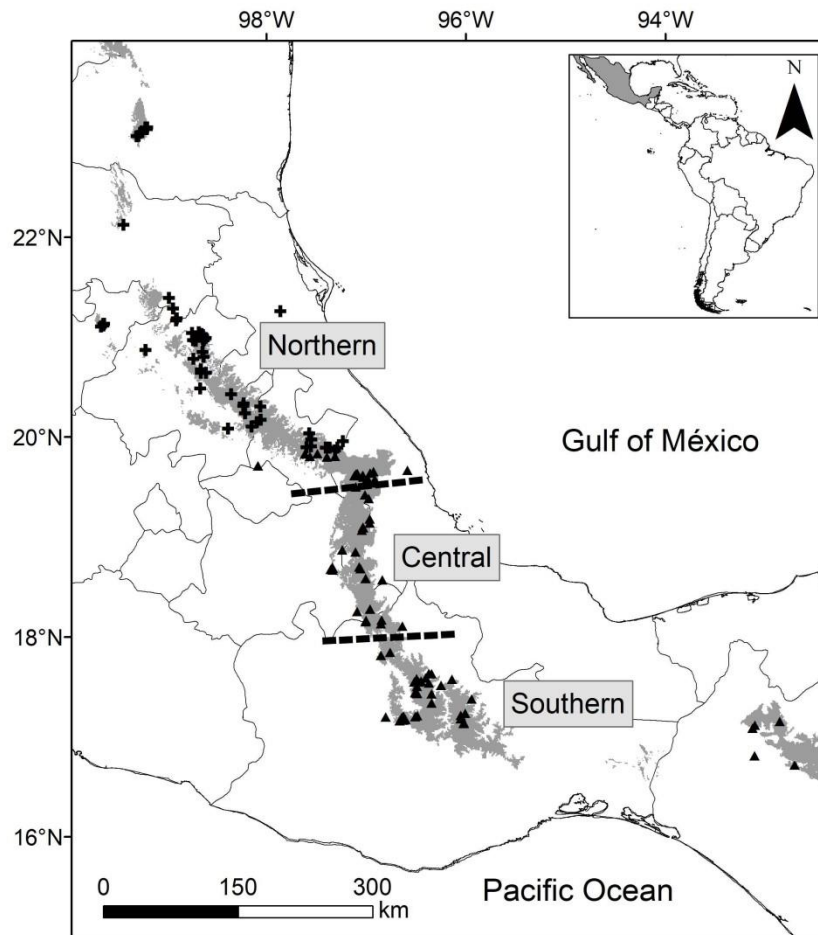 98°W 96°W 94°W
N
22°N
Northern
20°N
Gulf of México
Central
18°N
Southern
16°N
0 150 300
km
Pacific Ocean